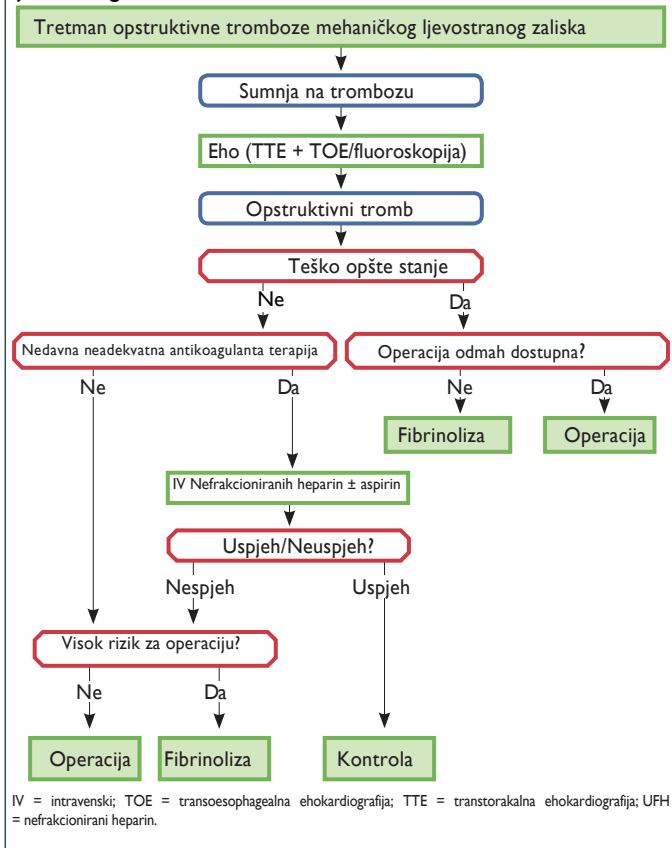 Tretman opstruktivne tromboze mehaničkog ljevostranog zaliska
Sumnja na trombozu
Eho (TTE + TOE/fluoroskopija)
Opstruktivni tromb
Teško opšte stanje
Ne
Da
Nedavna neadekvatna antikoagulanta terapija
Operacija odmah dostupna?
Ne
Da
Ne
Da
Fibrinoliza
Operacija
IV Nefrakcioniranih heparin ± aspirin
Uspjeh/Neuspjeh?
Nespjeh
Uspjeh
Visok rizik za operaciju?
Ne
Da
Operacija
Fibrinoliza
Kontrola
IV = intravenski; TOE = transoesophagealna ehokardiografija; TTE = transtorakalna ehokardiografija; UFH
= nefrakcionirani heparin.